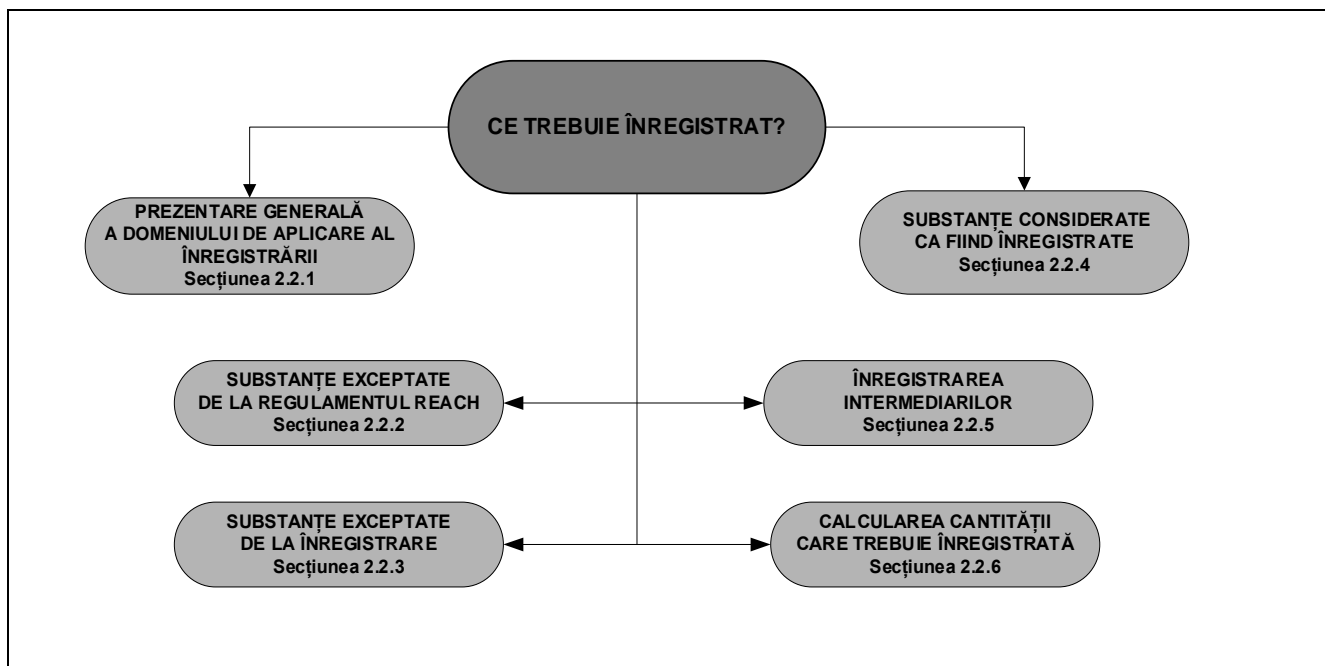 CE TREBUIE ÎNREGISTRAT?
PREZENTARE GENERALĂ
A DOMENIULUI DE APLICARE AL
ÎNREGISTRĂRII
Secțiunea 2.2.1
SUBSTANȚE CONSIDERATE
CA FIIND ÎNREGISTRATE
Secțiunea 2.2.4
SUBSTANȚE EXCEPTATE
DE LA REGULAMENTUL REACH
Secțiunea 2.2.2
ÎNREGISTRAREA
INTERMEDIARILOR
Secțiunea 2.2.5
SUBSTANȚE EXCEPTATE
DE LA ÎNREGISTRARE
Secțiunea 2.2.3
CALCULAREA CANTITĂȚII
CARE TREBUIE ÎNREGISTRATĂ
Secțiunea 2.2.6